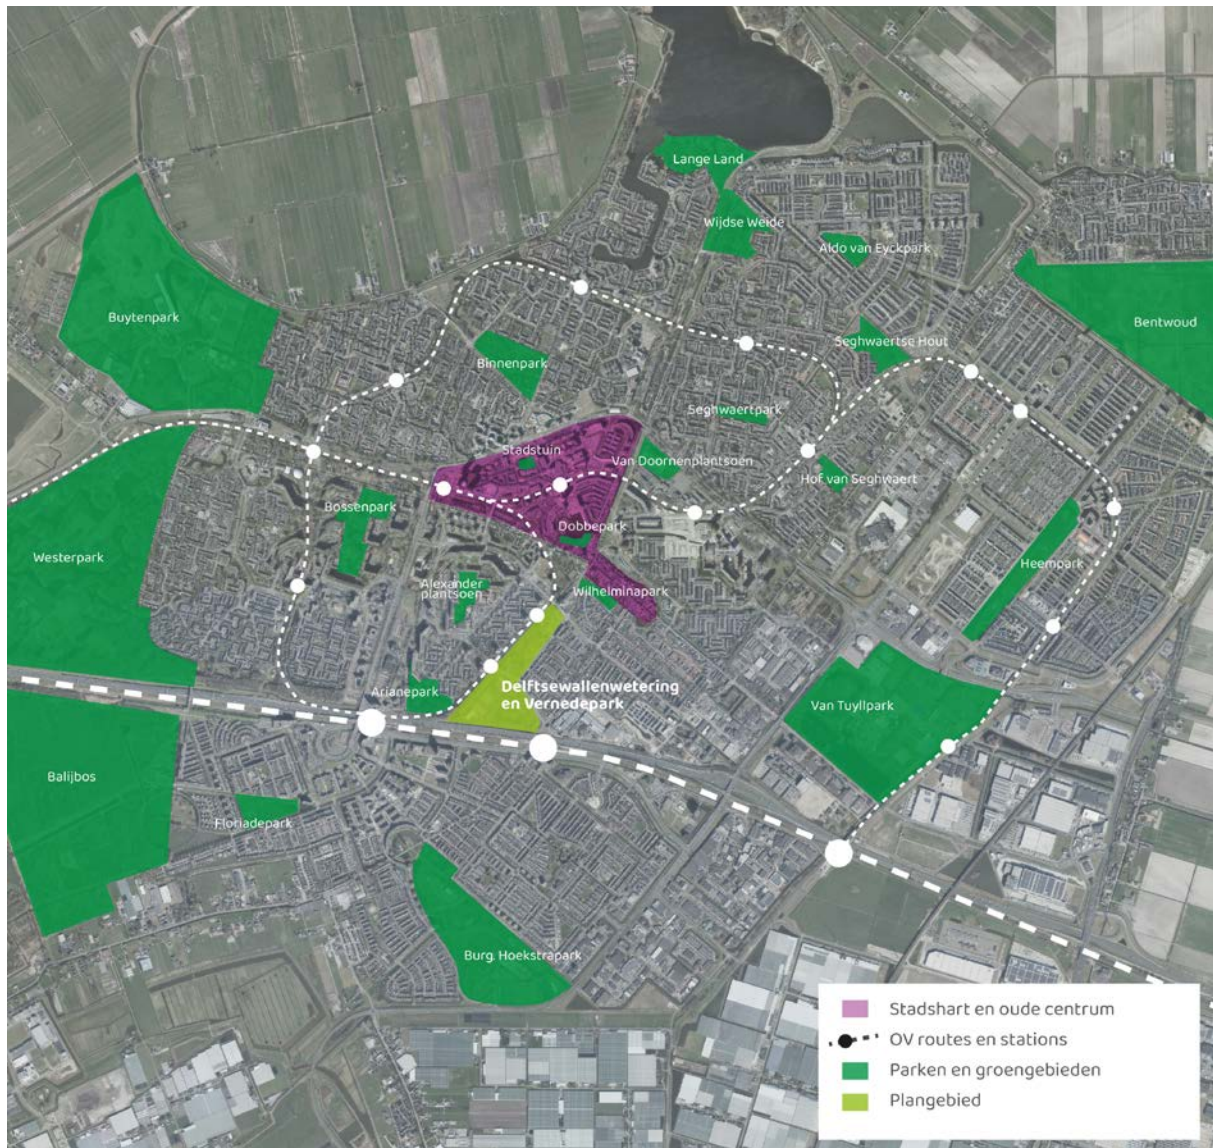 Lange Land
Wijdse Weide
Aldo van Eyckpark
Buytenpark
Bentwoud
Seghwaertse Hout
Binnenpark
Seghwaertpark
Stadstuin
Van Doornenplantsoen
Hof van Seghwaert
Bossenpark
Dobbepark
Westerpark
Heempark
Alexander
plantsoen
Wilhelminapark
Arianepark
Delftsewallenwetering
en Vernedepark
Van Tuyllpark
Balijbos
Floriadepark
Burg. Hoekstrapark
Stadshart en oude centrum
OV routes en stations
Parken en groengebieden
Plangebied